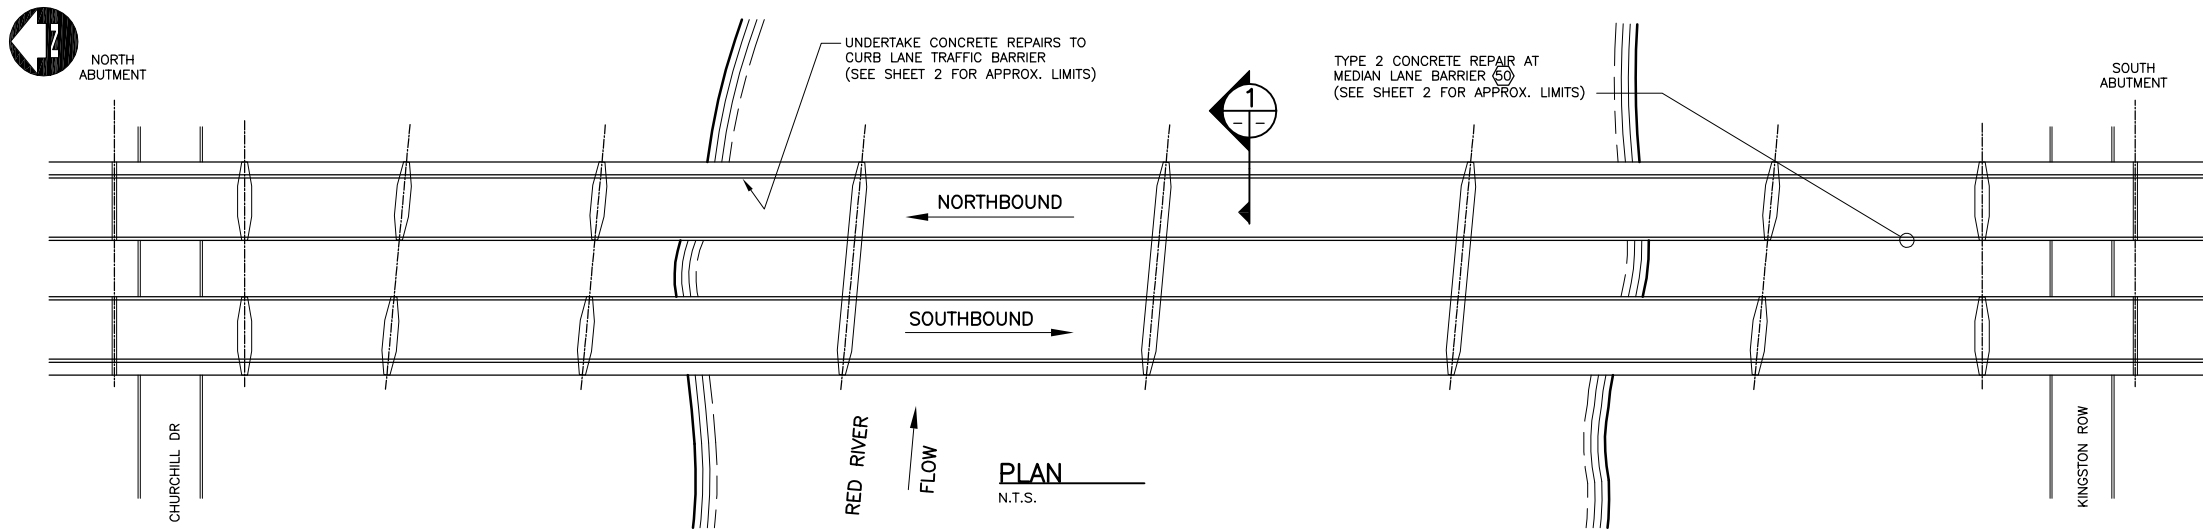 N
NORTH
ABUTMENT
UNDERTAKE CONCRETE REPAIRS TO
CURB LANE TRAFFIC BARRIER
(SEE SHEET 2 FOR APPROX. LIMITS)
1
--
TYPE 2 CONCRETE REPAIR AT
MEDIAN LANE BARRIER 50
(SEE SHEET 2 FOR APPROX. LIMITS)
SOUTH
ABUTMENT
NORTHBOUND
SOUTHBOUND
CHURCHILL DR
RED RIVER
FLOW
PLAN
N.T.S.
KINGSTON ROW